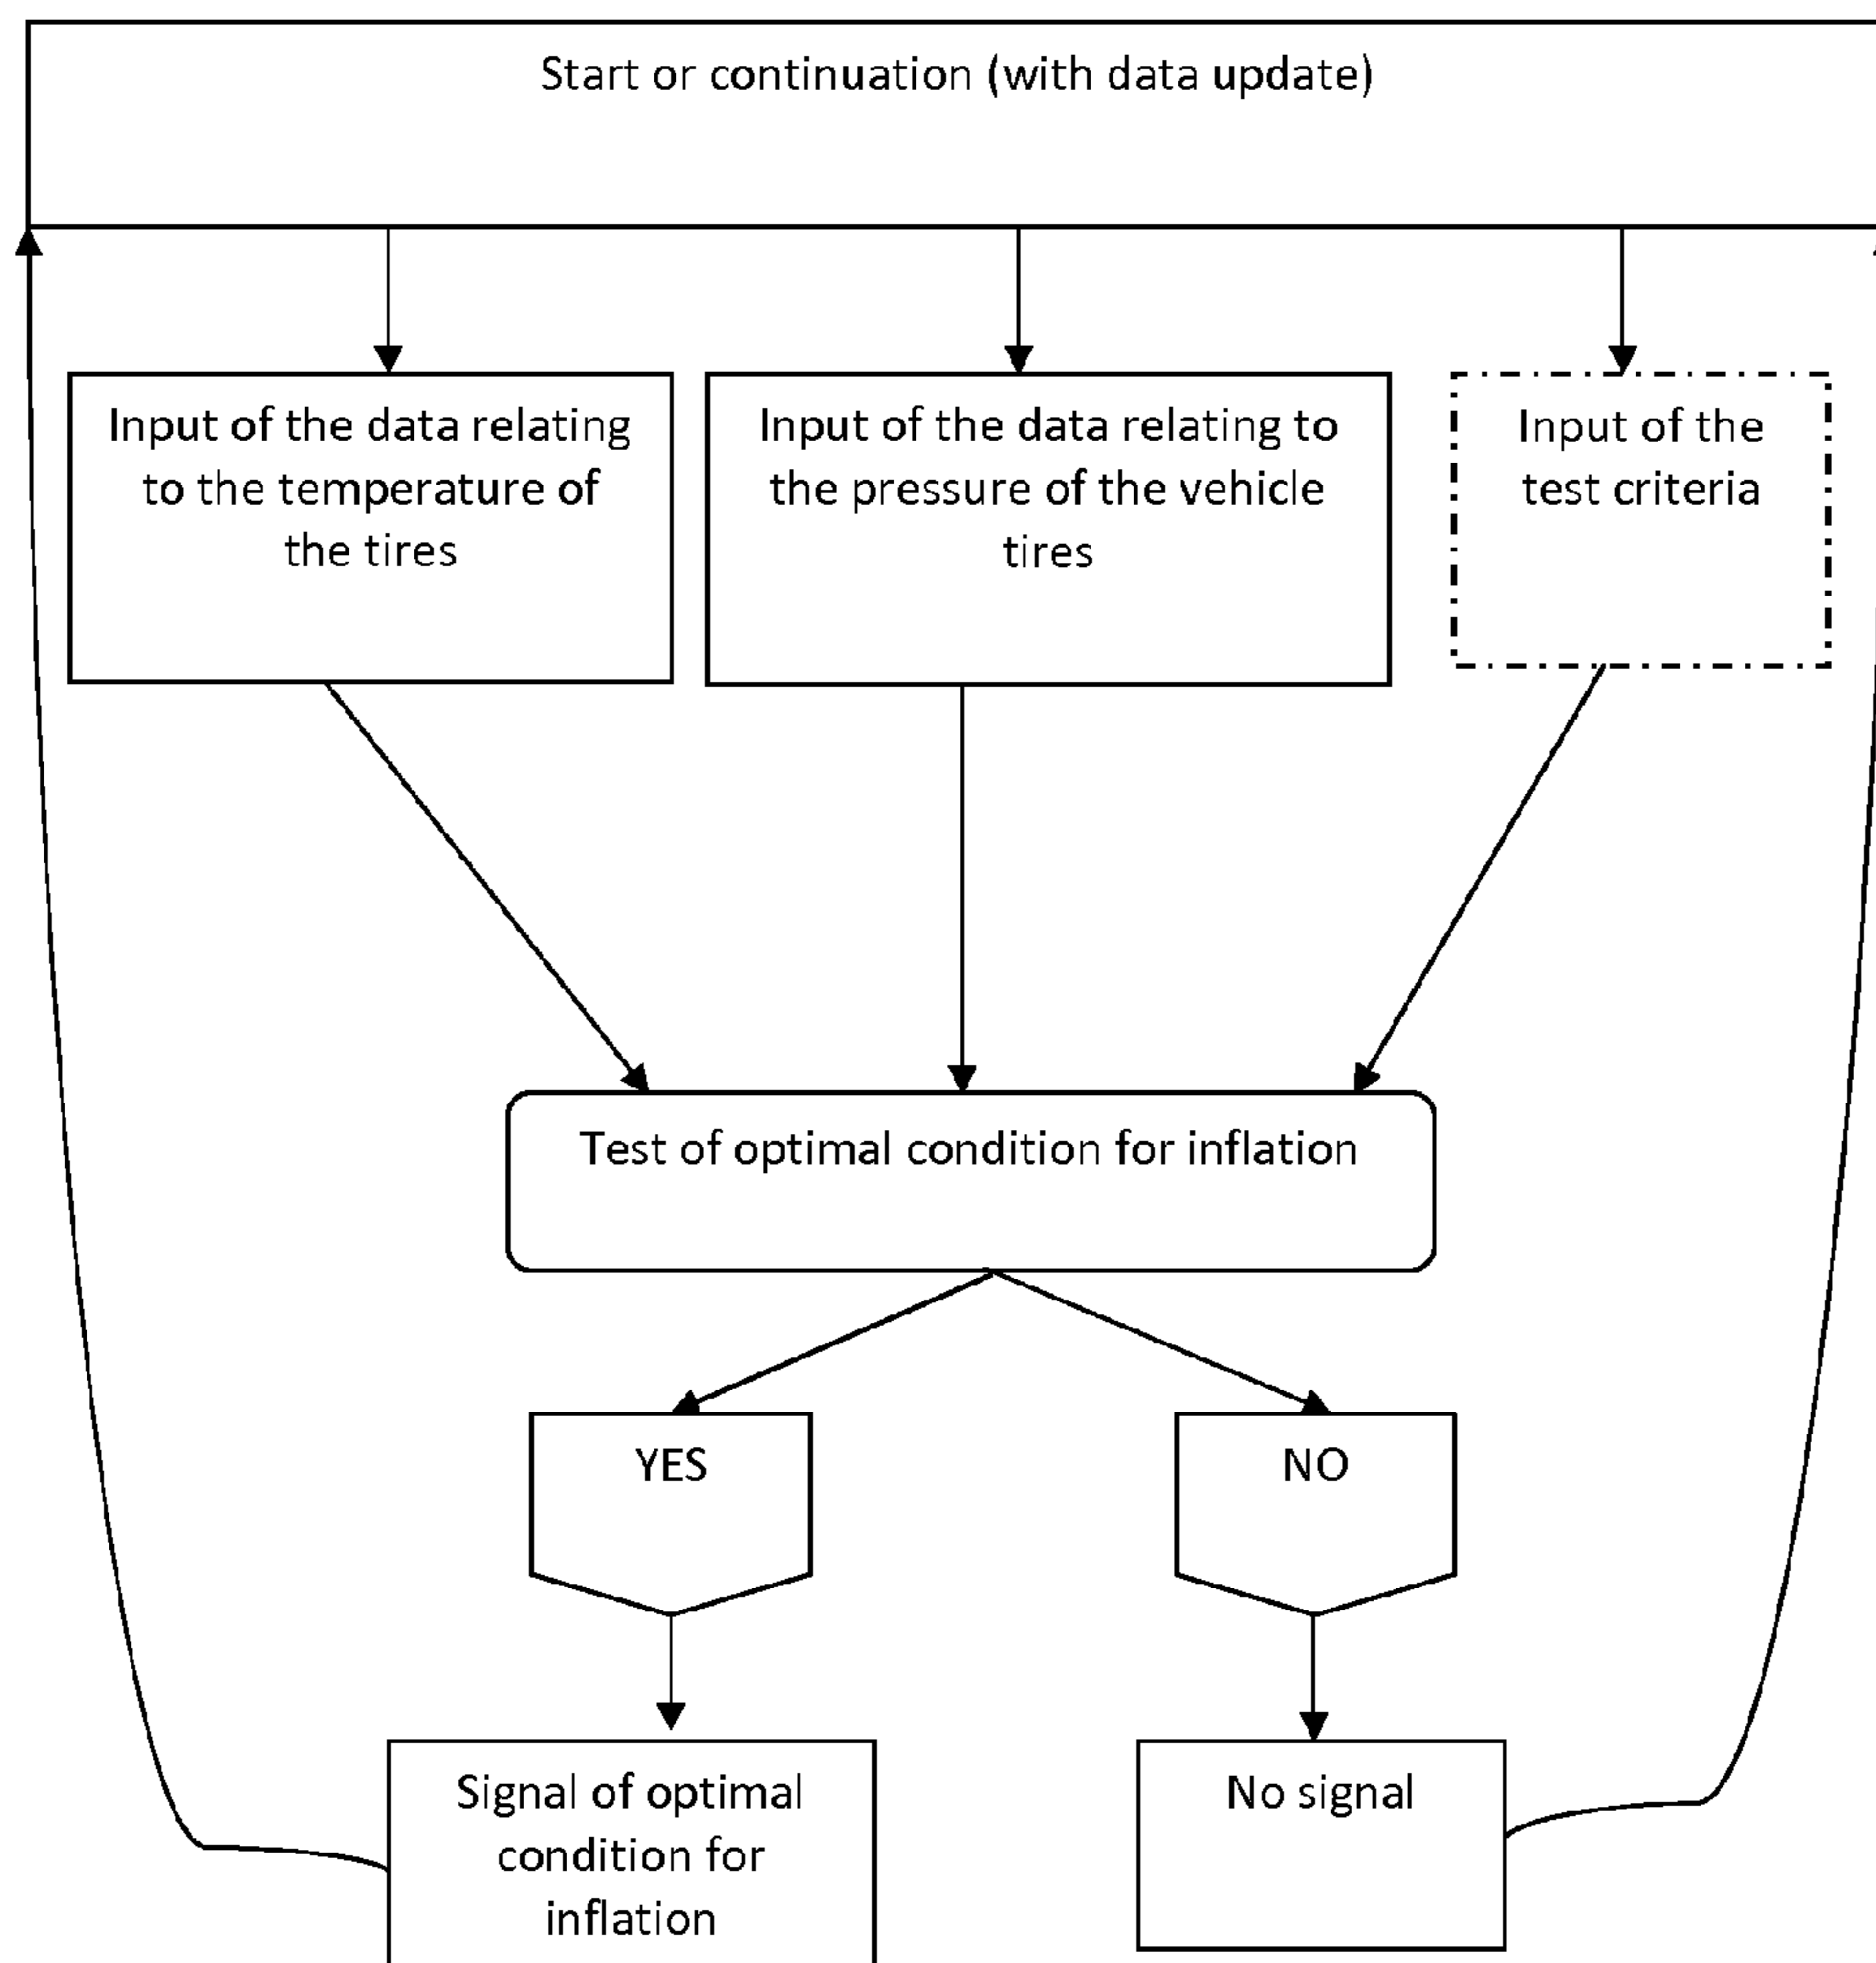 Start or continuation (with data update)
Input of the data relating
to the temperature of
the tires
Input of the data relating to
the pressure of the vehicle
tires
Input of the
test criteria
Test of optimal condition for inflation
YES
NO
Signal of optimal
condition for
inflation
No signal